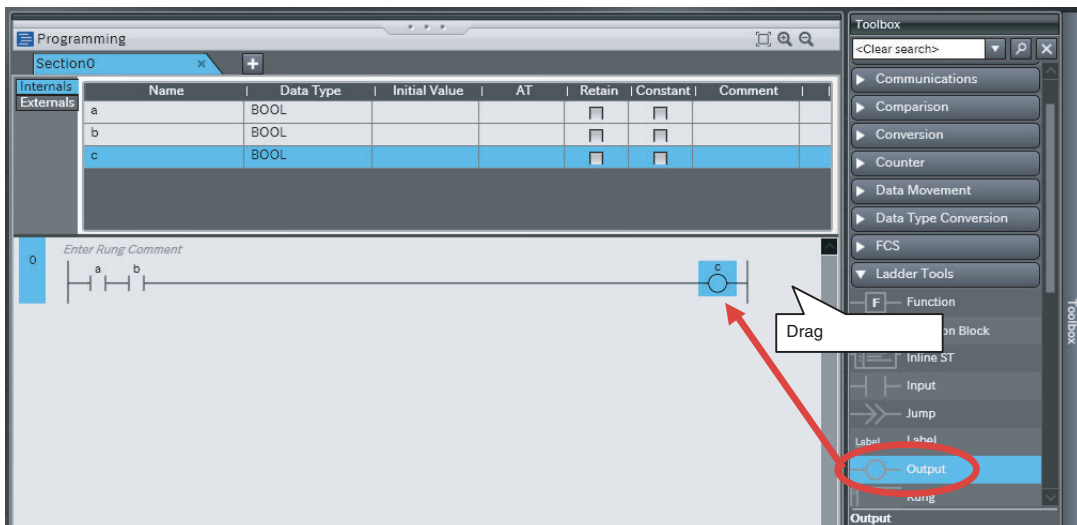 Programming
Section0
Internals
Externals
Name Data Type Initial Value AT Retain Constant Comment
a BOOL
b BOOL
c BOOL
0
Enter Rung Comment
a b c
Drag
Toolbox
<Clear search>
Communications
Comparison
Conversion
Counter
Data Movement
Data Type Conversion
FCS
Ladder Tools
F Function
on Block
Inline ST
Input
Jump
Label Label
Output
Rung
Output
Toolbox